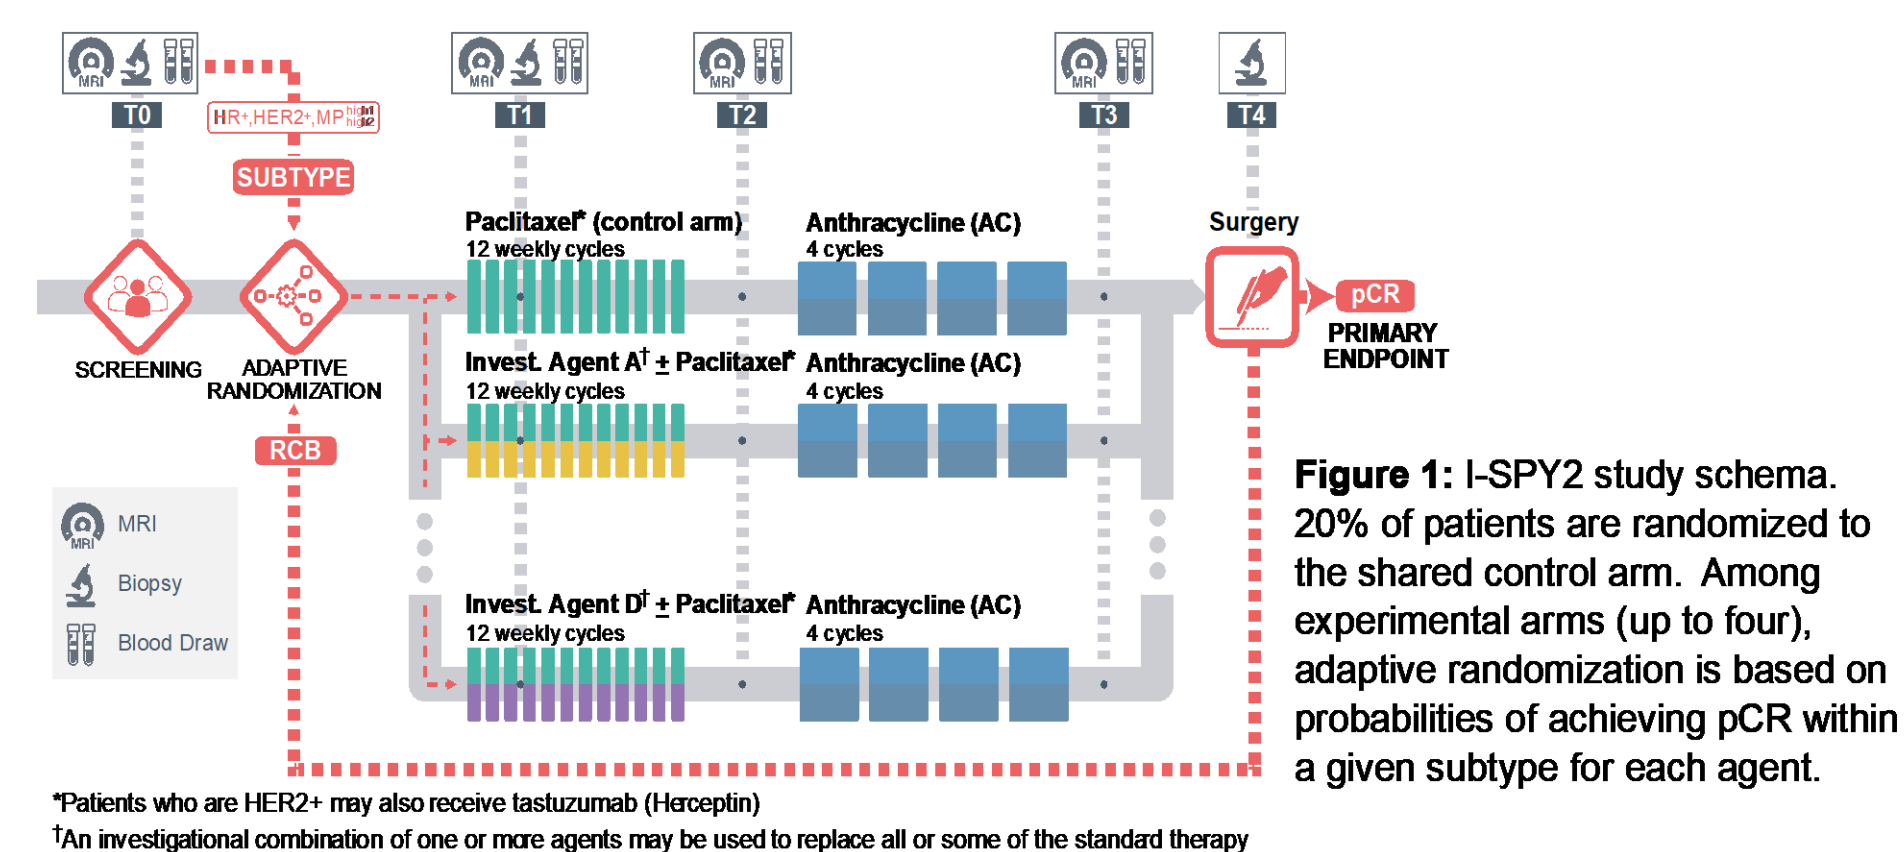 MRI
MRI
MRI
MRI
T0
T1
T2
T3
T4
HR+,HER2+,MP high
SUBTYPE
Paclitaxel* (control arm)
12 weekly cycles
Anthracycline (AC)
4 cycles
Surgery
pCR
PRIMARY
ENDPOINT
SCREENING
ADAPTIVE
RANDOMIZATION
Invest. Agent A† ± Paclitaxel*
12 weekly cycles
Anthracycline (AC)
4 cycles
RCB
MRI
MRI
Biopsy
Blood Draw
Invest. Agent D† ± Paclitaxel*
12 weekly cycles
Anthracycline (AC)
4 cycles
Figure 1: I-SPY2 study schema.
20% of patients are randomized to
the shared control arm. Among
experimental arms (up to four),
adaptive randomization is based on
probabilities of achieving pCR within
a given subtype for each agent.
*Patients who are HER2+ may also receive tastuzumab (Herceptin)
†An investigational combination of one or more agents may be used to replace all or some of the standard therapy